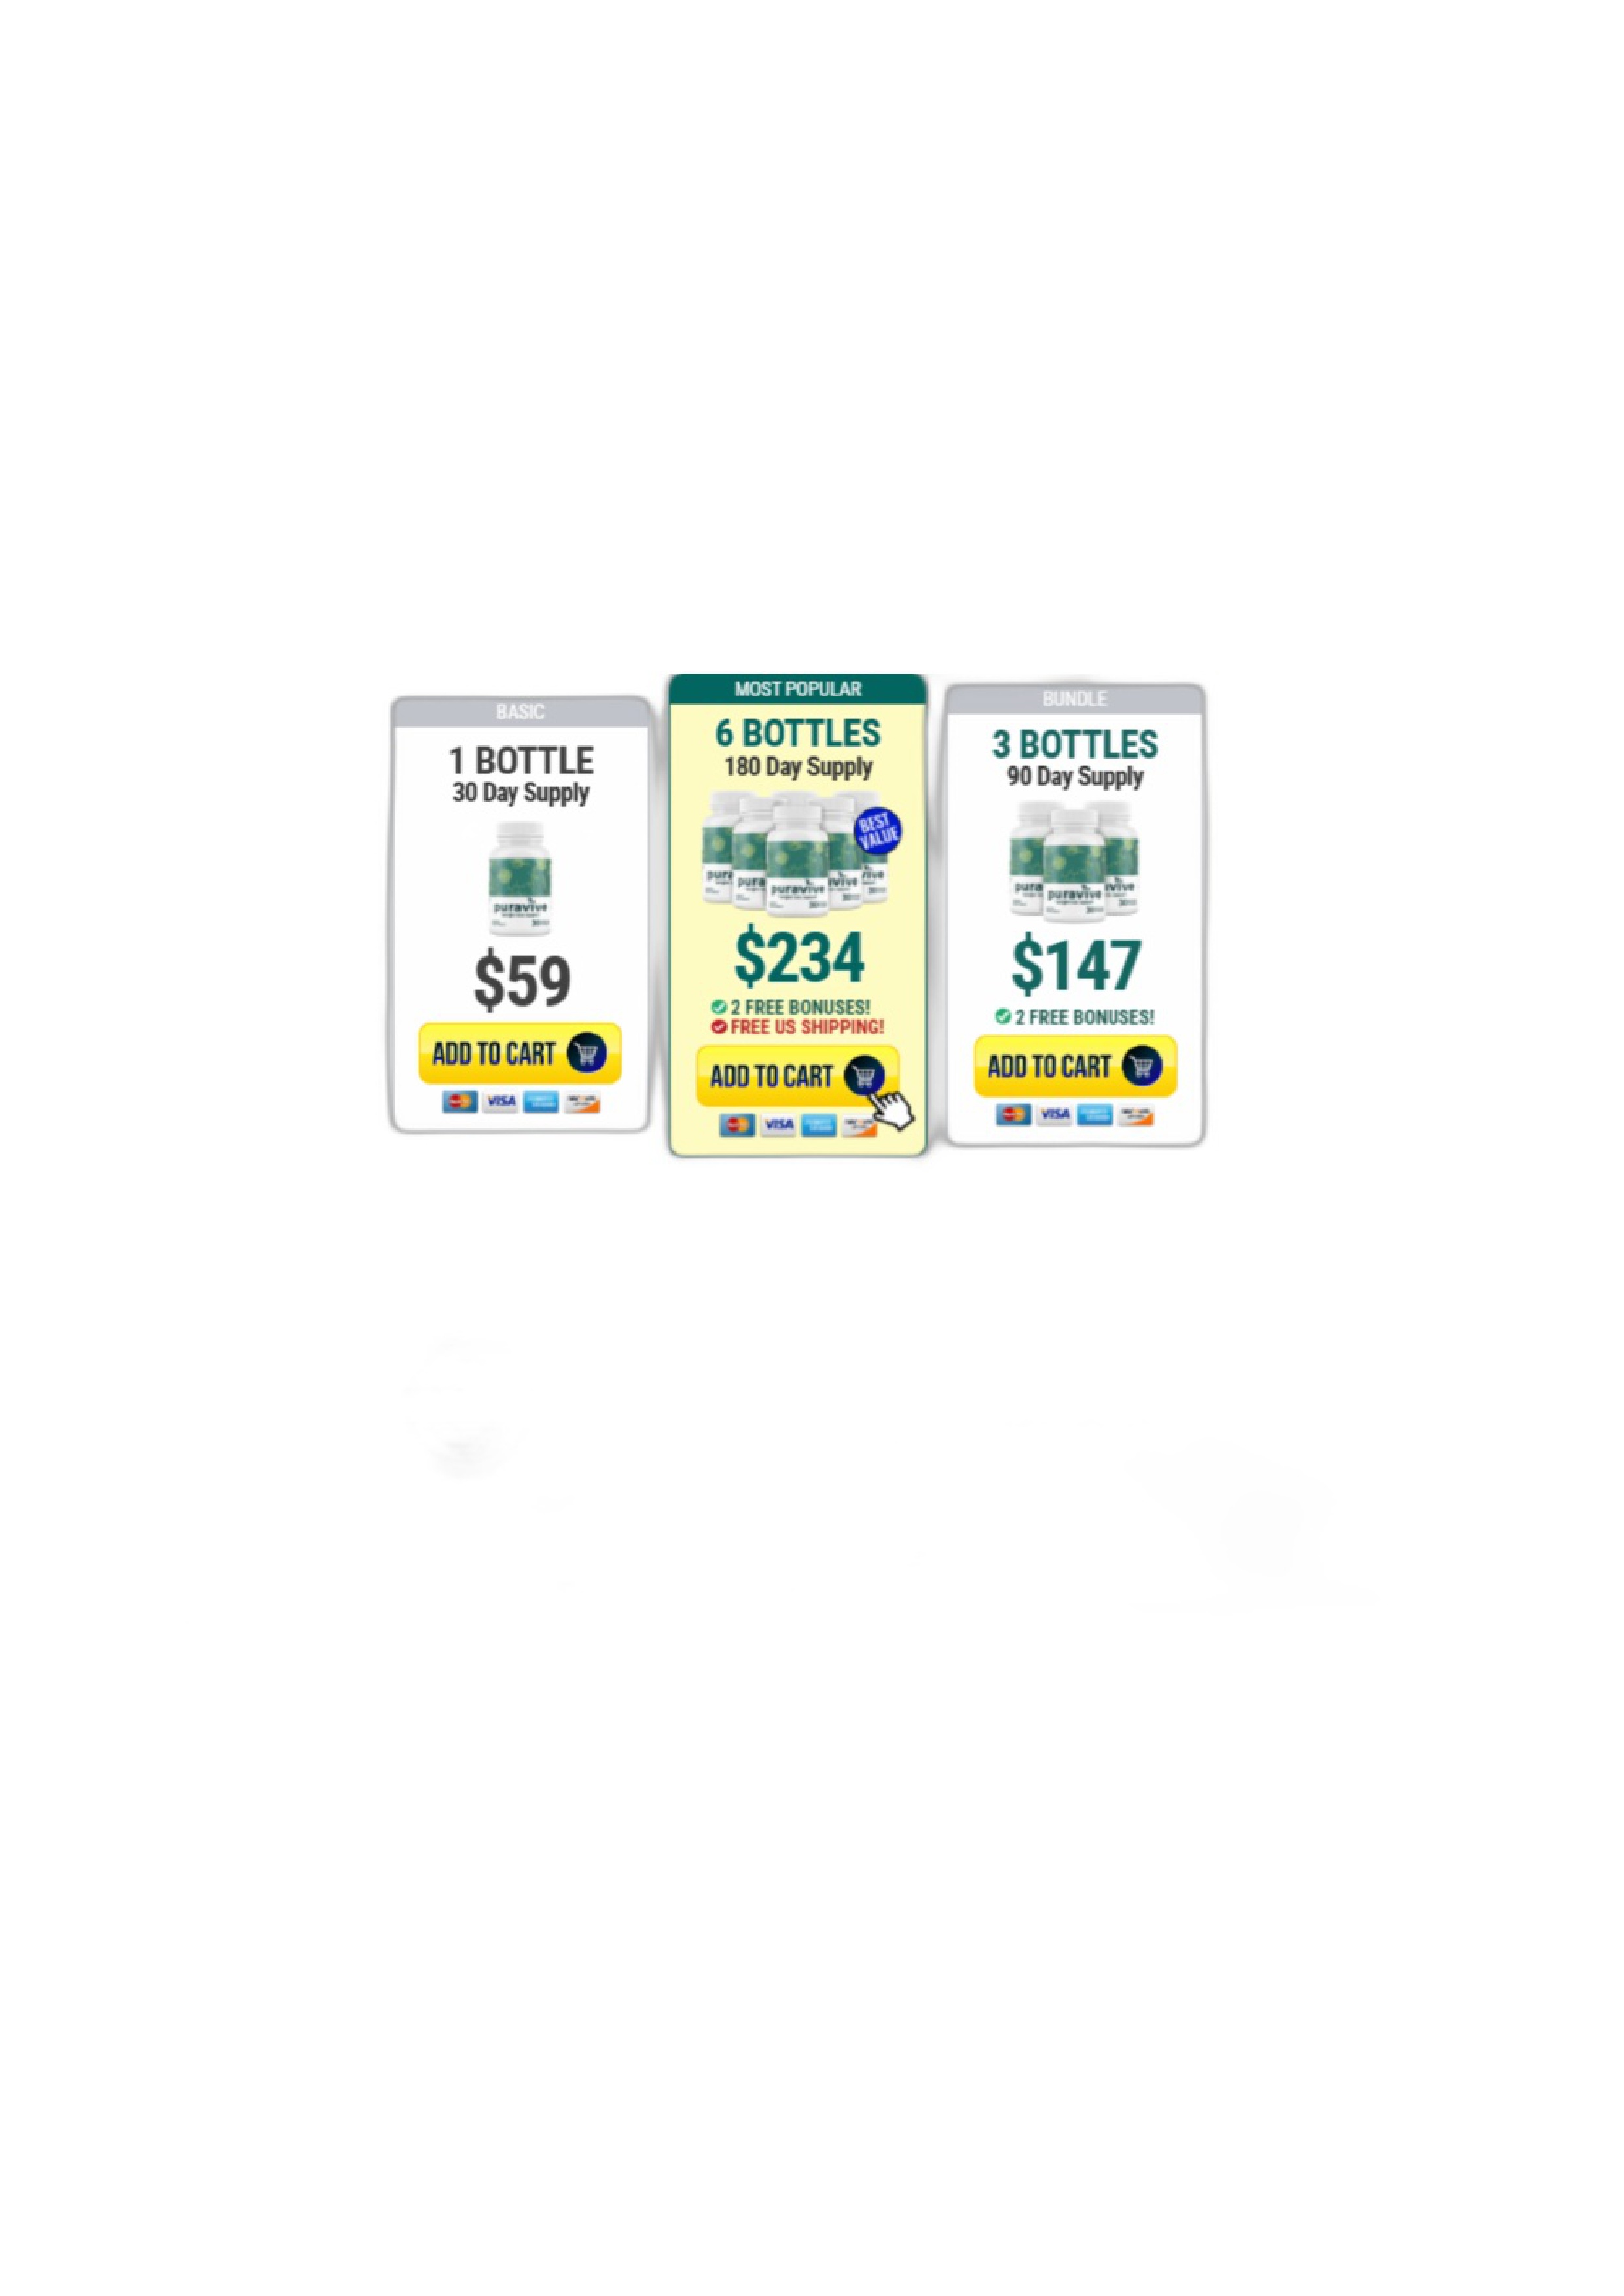 BASIC
1 BOTTLE
30 Day Supply
puravive
$59
ADD TO CART
VISA
MOST POPULAR
6 BOTTLES
180 Day Supply
BEST
VALUE
puravive
$234
2 FREE BONUSES!
FREE US SHIPPING!
ADD TO CART
VISA
BUNDLE
3 BOTTLES
90 Day Supply
puravive
$147
2 FREE BONUSES!
ADD TO CART
VISA